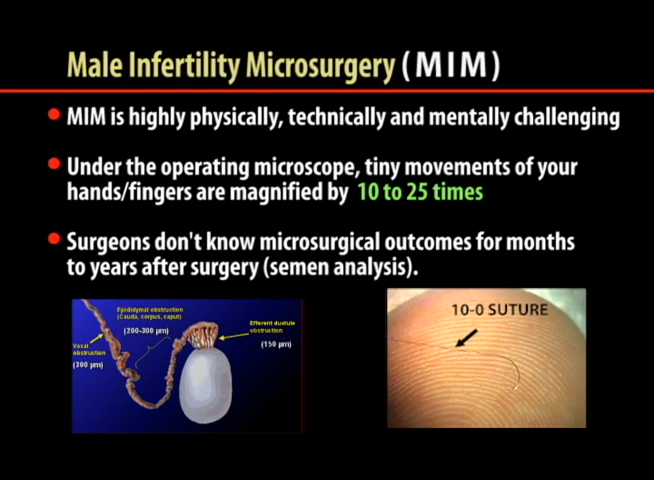 Male Infertility Microsurgery (MIM)
• MIM is highly physically, technically and mentally challenging
• Under the operating microscope, tiny movements of your
hands/fingers are magnified by 10 to 25 times
• Surgeons don't know microsurgical outcomes for months
to years after surgery (semen analysis).
Epididymal obstruction
(Cauda, corpus, caput)
(200-300 µm)
Efferent ductule
obstruction
(150 µm)
Vasal
obstruction
(300 µm)
10-0 SUTURE